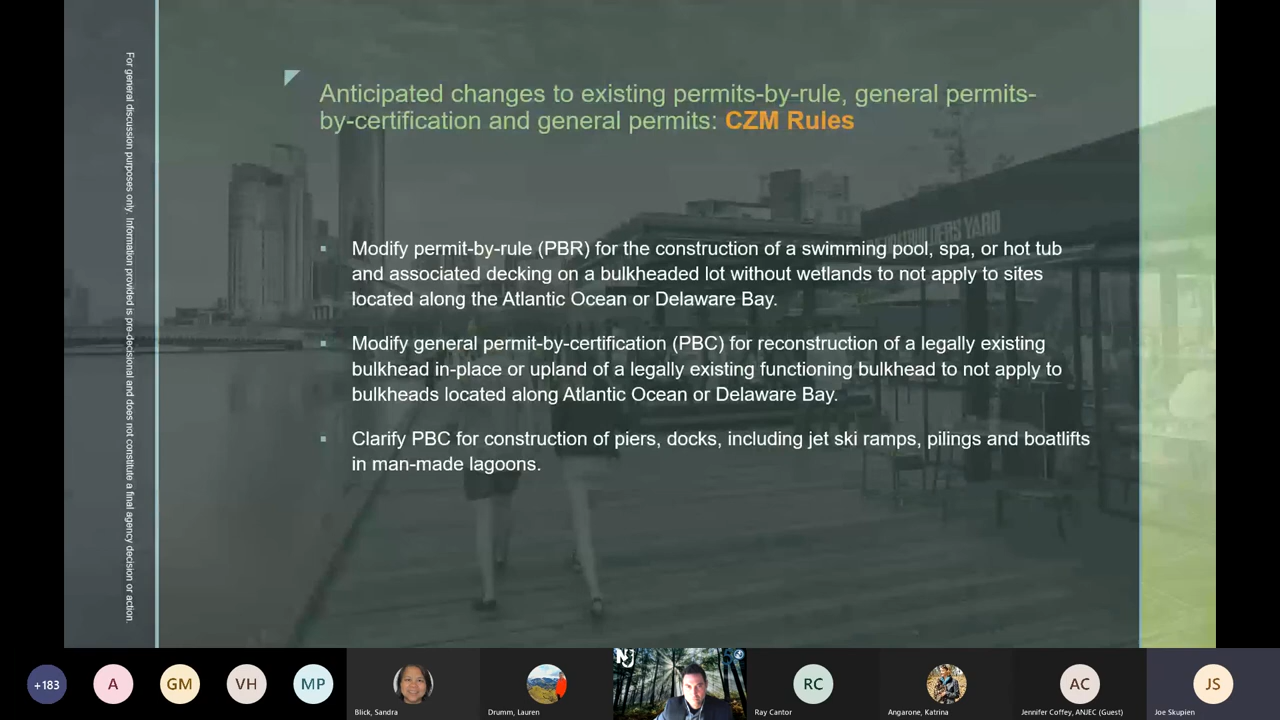 For general discussion purposes only. Information provided is pre-decisional and does not constitute a final agency decision or action.
Anticipated changes to existing permits-by-rule, general permits-
by-certification and general permits: CZM Rules
▪ Modify permit-by-rule (PBR) for the construction of a swimming pool, spa, or hot tub
and associated decking on a bulkheaded lot without wetlands to not apply to sites
located along the Atlantic Ocean or Delaware Bay.
▪ Modify general permit-by-certification (PBC) for reconstruction of a legally existing
bulkhead in-place or upland of a legally existing functioning bulkhead to not apply to
bulkheads located along Atlantic Ocean or Delaware Bay.
▪ Clarify PBC for construction of piers, docks, including jet ski ramps, pilings and boatlifts
in man-made lagoons.
YARD
+183
A
GM
VH
MP
Blick, Sandra
Drumm, Lauren
NJ
RC
Ray Cantor
Angarone, Katrina
AC
Jennifer Coffey, ANJEC (Guest)
JS
Joe Skupien